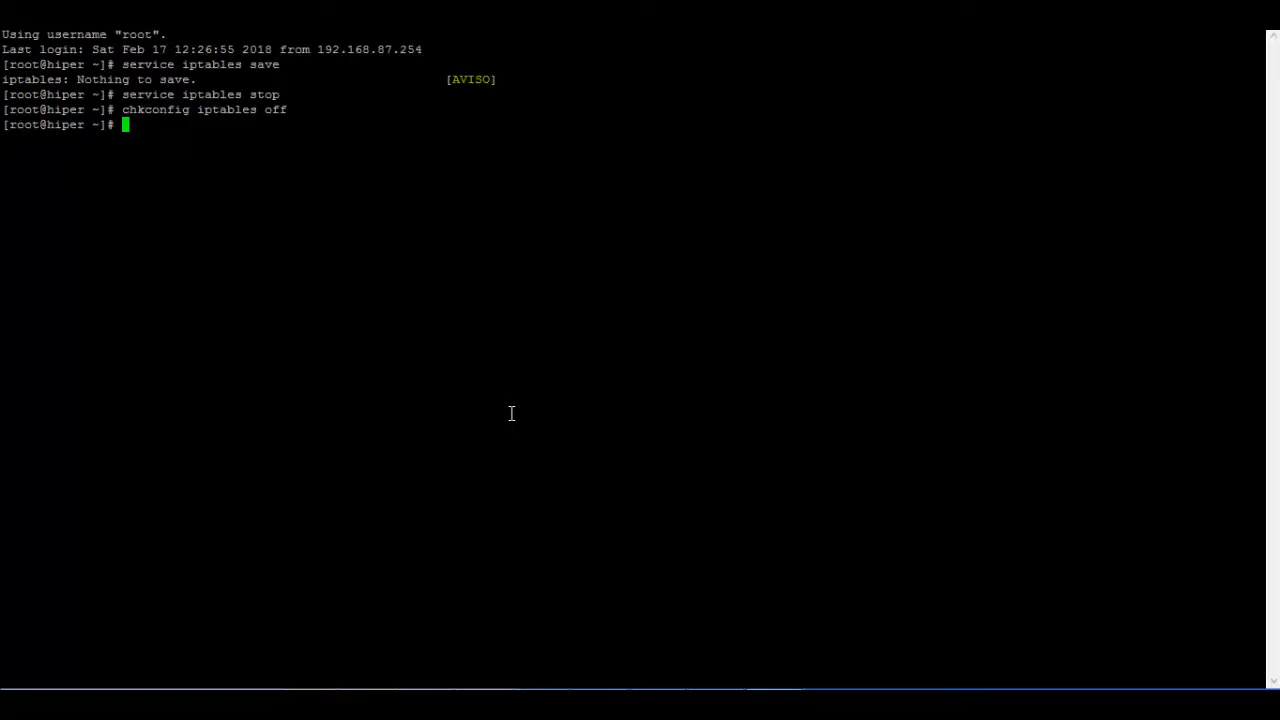 Using username "root".
Last login: Sat Feb 17 12:26:55 2018 from 192.168.87.254
[root@hiper ~]# service iptables save
iptables: Nothing to save. [AVISO]
[root@hiper ~]# service iptables stop
[root@hiper ~]# chkconfig iptables off
[root@hiper ~]#